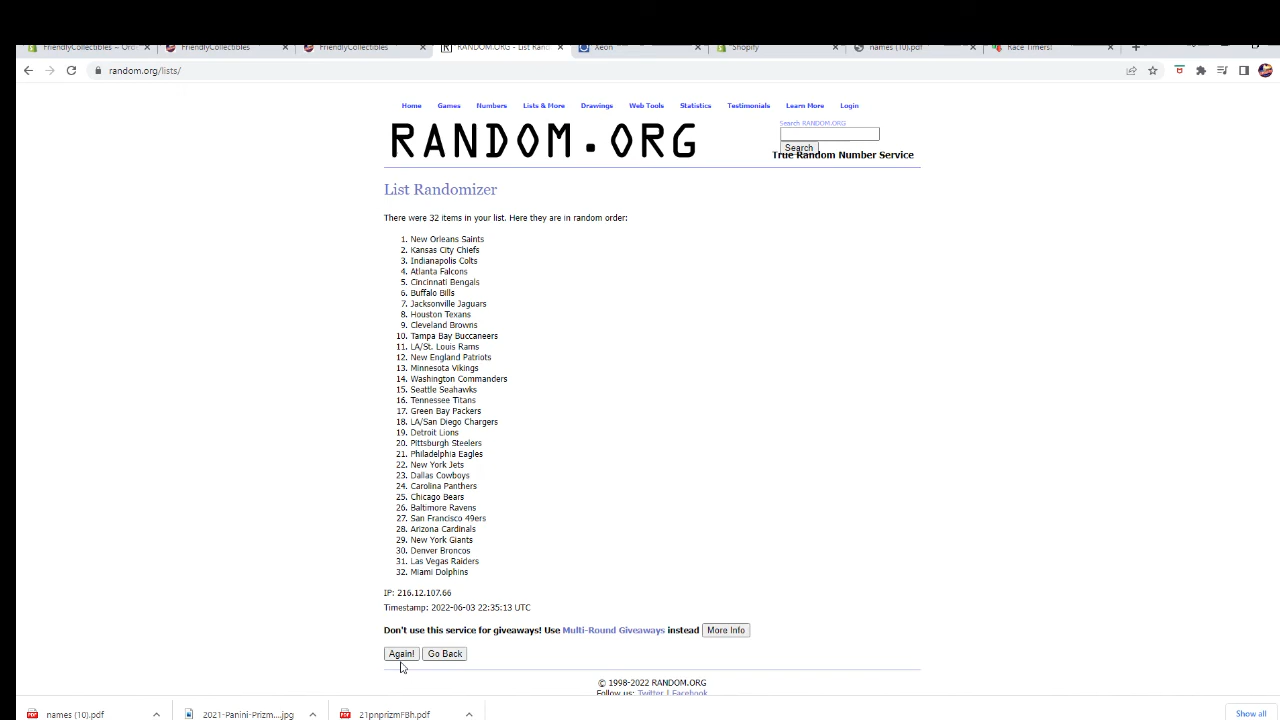 FriendlyCollectibles ~ Or
FriendlyCollectibles
FriendlyCollectibles
RANDOM.ORG - List Ran
Xeon
Shopify
names (10).pdf
Race Timers!
random.org/lists/
Home Games Numbers Lists & More Drawings Web Tools Statistics Testimonials Learn More Login
RANDOM.ORG
Search RANDOM.ORG
Search
True Random Number Service
List Randomizer
There were 32 items in your list. Here they are in random order:
1. New Orleans Saints
2. Kansas City Chiefs
3. Indianapolis Colts
4. Atlanta Falcons
5. Cincinnati Bengals
6. Buffalo Bills
7. Jacksonville Jaguars
8. Houston Texans
9. Cleveland Browns
10. Tampa Bay Buccaneers
11. LA/St. Louis Rams
12. New England Patriots
13. Minnesota Vikings
14. Washington Commanders
15. Seattle Seahawks
16. Tennessee Titans
17. Green Bay Packers
18. LA/San Diego Chargers
19. Detroit Lions
20. Pittsburgh Steelers
21. Philadelphia Eagles
22. New York Jets
23. Dallas Cowboys
24. Carolina Panthers
25. Chicago Bears
26. Baltimore Ravens
27. San Francisco 49ers
28. Arizona Cardinals
29. New York Giants
30. Denver Broncos
31. Las Vegas Raiders
32. Miami Dolphins
IP: 216.12.107.66
Timestamp: 2022-06-03 22:35:13 UTC
Don't use this service for giveaways! Use Multi-Round Giveaways instead More Info
Again! Go Back
© 1998-2022 RANDOM.ORG
Follow us: Twitter | Facebook
names (10).pdf
2021-Panini-Prizm....jpg
21pnprizmFBh.pdf
Show all